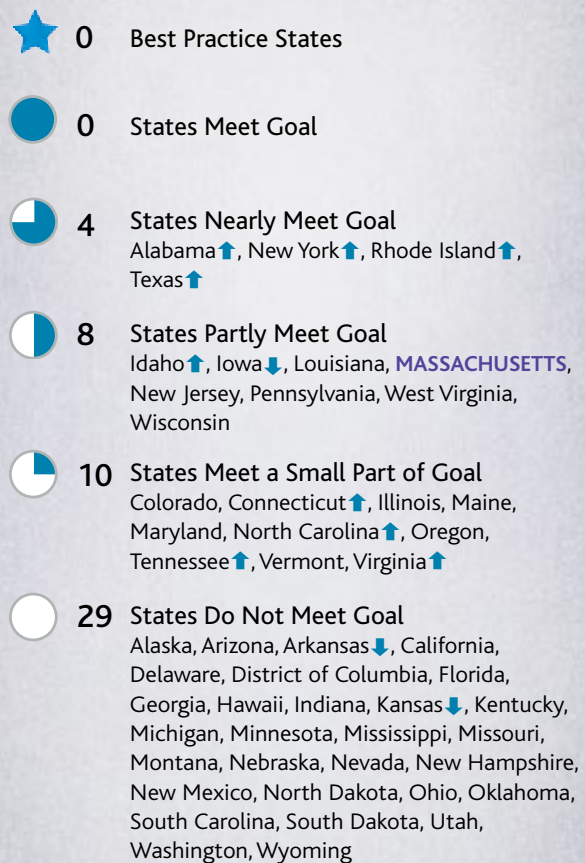 0 Best Practice States
0 States Meet Goal
4 States Nearly Meet Goal
Alabama⬆, New York⬆, Rhode Island⬆,
Texas⬆
8 States Partly Meet Goal
Idaho⬆, Iowa⬇, Louisiana, MASSACHUSETTS,
New Jersey, Pennsylvania, West Virginia,
Wisconsin
10 States Meet a Small Part of Goal
Colorado, Connecticut⬆, Illinois, Maine,
Maryland, North Carolina⬆, Oregon,
Tennessee⬆, Vermont, Virginia⬆
29 States Do Not Meet Goal
Alaska, Arizona, Arkansas⬇, California,
Delaware, District of Columbia, Florida,
Georgia, Hawaii, Indiana, Kansas⬇, Kentucky,
Michigan, Minnesota, Mississippi, Missouri,
Montana, Nebraska, Nevada, New Hampshire,
New Mexico, North Dakota, Ohio, Oklahoma,
South Carolina, South Dakota, Utah,
Washington, Wyoming